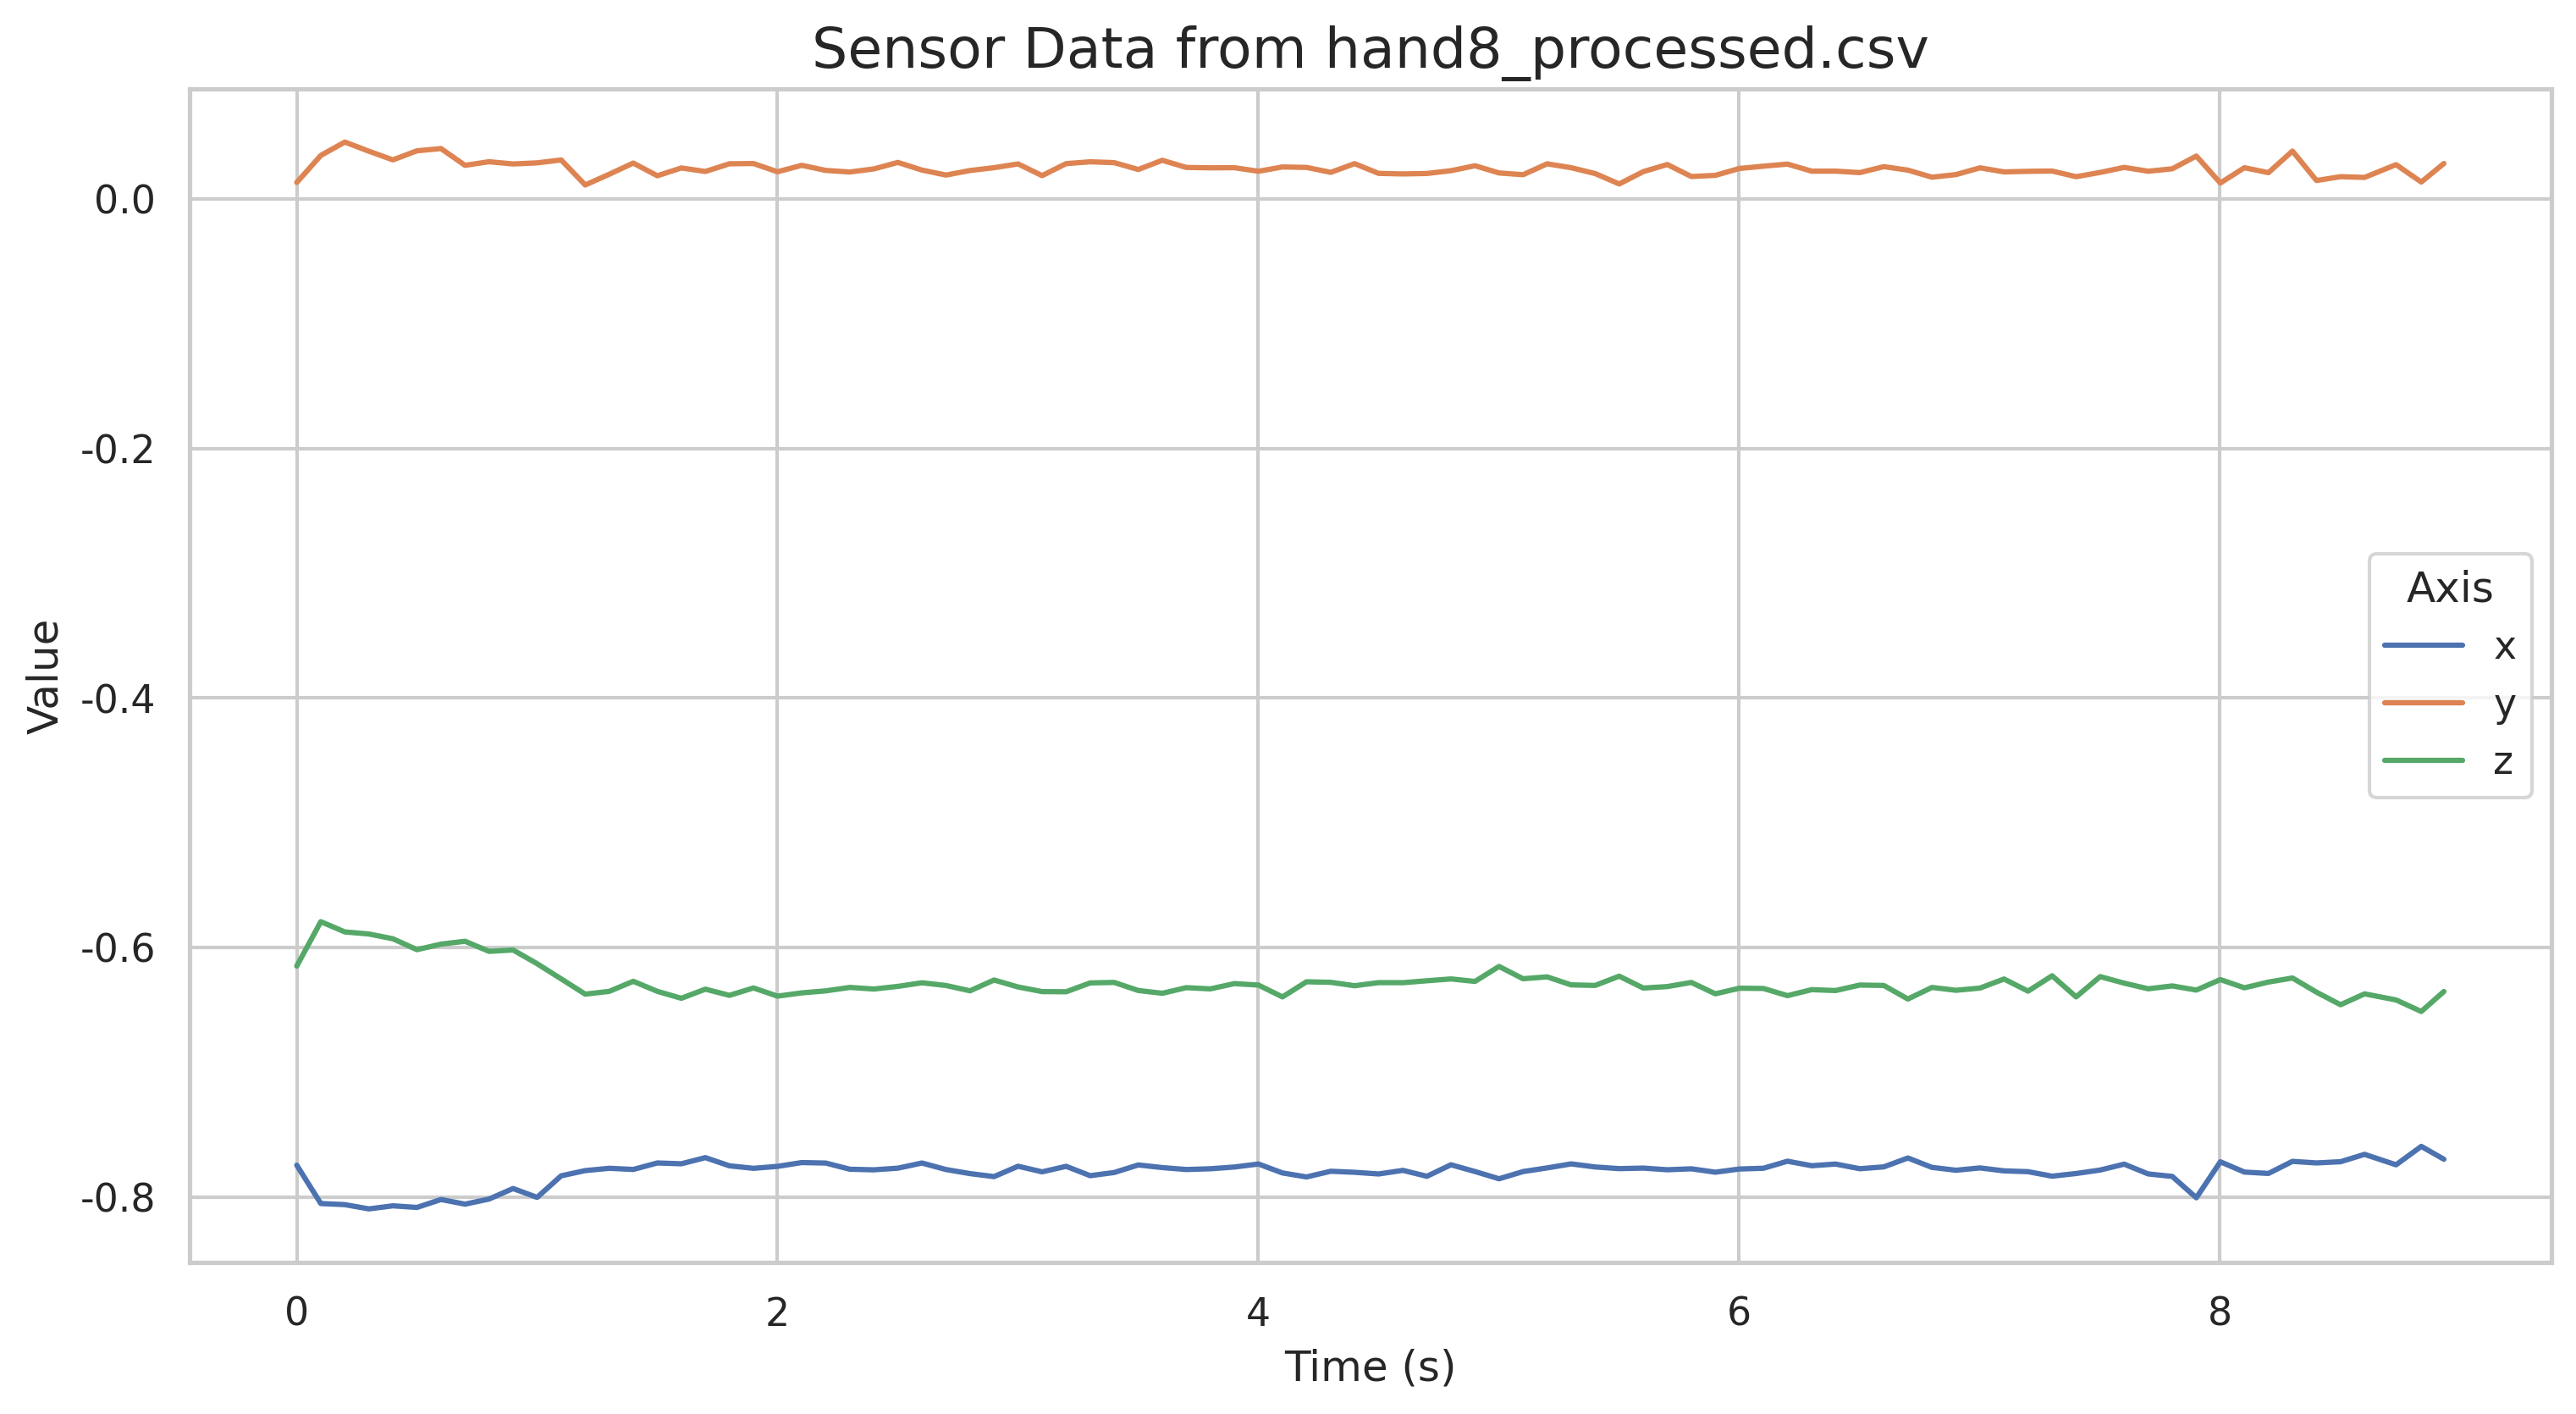 Sensor Data from hand8_processed.csv
0.0
-0.2
-0.4
-0.6
-0.8
Value
Axis
x
y
z
0 2 4 6 8
Time (s)